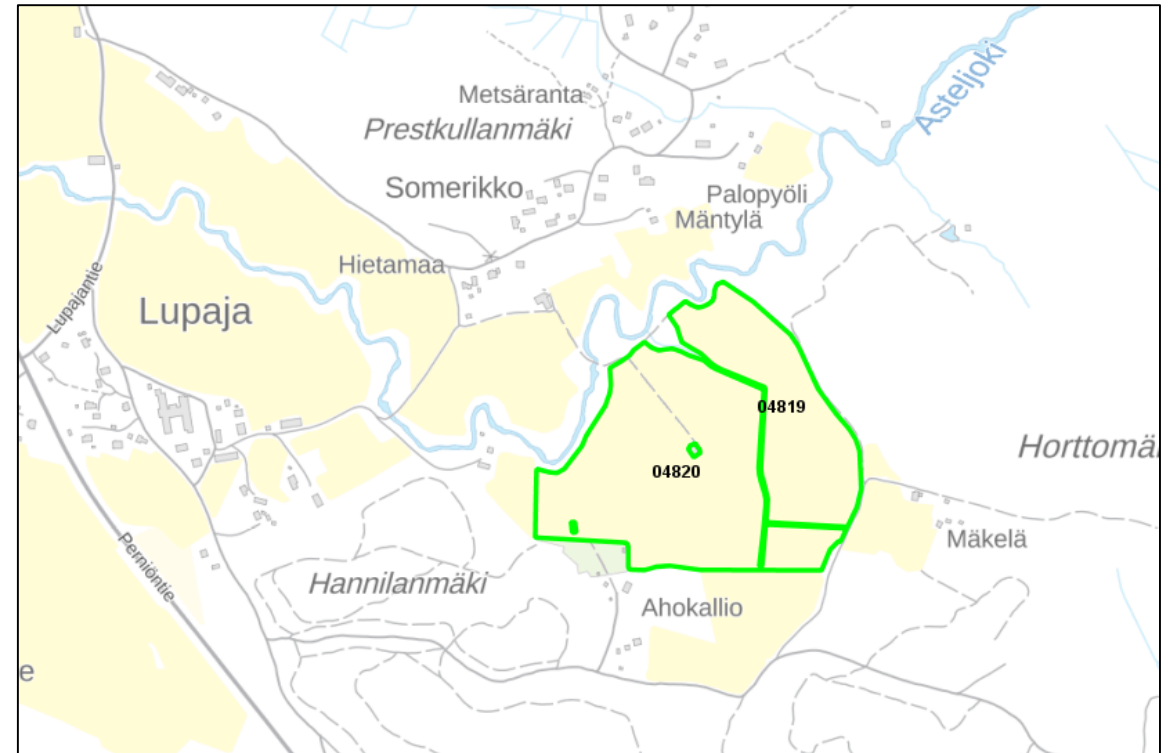 Metsäranta
Prestkullanmäki
Asteljoki
Somerikko
Palopyöli
Mäntylä
Hietamaa
Lupajantie
Lupaja
04819
04820
Horttomä
Mäkelä
Perniöntie
Hannilanmäki
Ahokallio
e